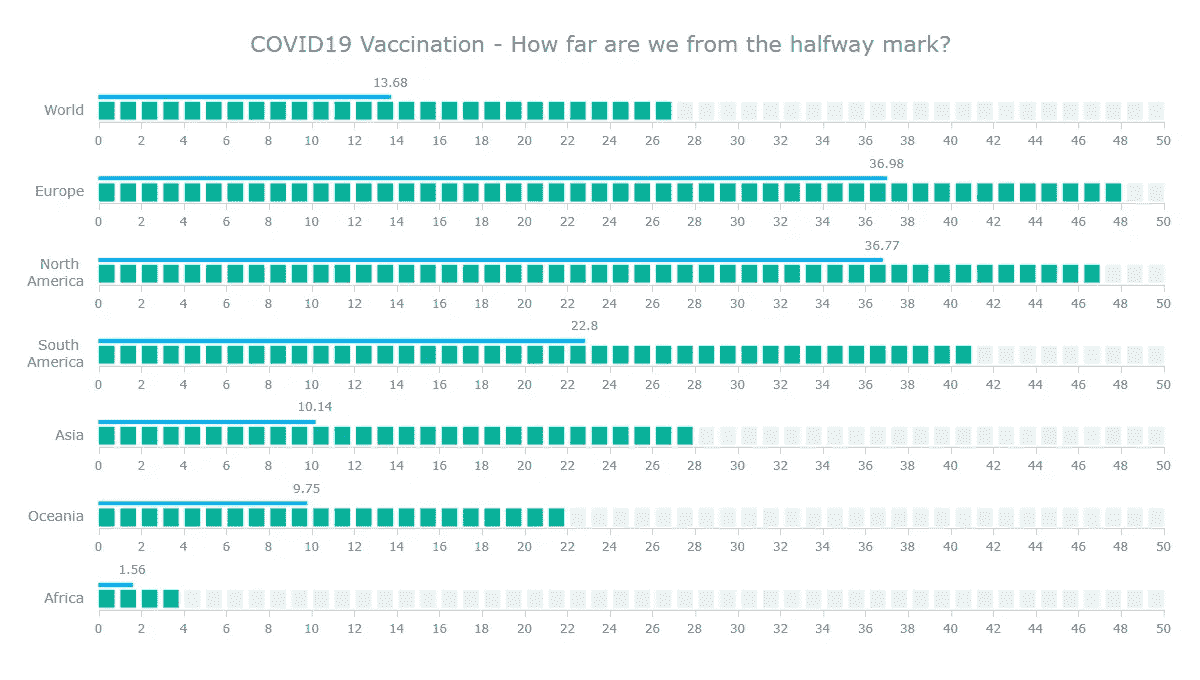 COVID19 Vaccination - How far are we from the halfway mark?
13.68
World
0 2 4 6 8 10 12 14 16 18 20 22 24 26 28 30 32 34 36 38 40 42 44 46 48 50
36.98
Europe
0 2 4 6 8 10 12 14 16 18 20 22 24 26 28 30 32 34 36 38 40 42 44 46 48 50
36.77
North
America
0 2 4 6 8 10 12 14 16 18 20 22 24 26 28 30 32 34 36 38 40 42 44 46 48 50
22.8
South
America
0 2 4 6 8 10 12 14 16 18 20 22 24 26 28 30 32 34 36 38 40 42 44 46 48 50
10.14
Asia
0 2 4 6 8 10 12 14 16 18 20 22 24 26 28 30 32 34 36 38 40 42 44 46 48 50
9.75
Oceania
0 2 4 6 8 10 12 14 16 18 20 22 24 26 28 30 32 34 36 38 40 42 44 46 48 50
1.56
Africa
0 2 4 6 8 10 12 14 16 18 20 22 24 26 28 30 32 34 36 38 40 42 44 46 48 50